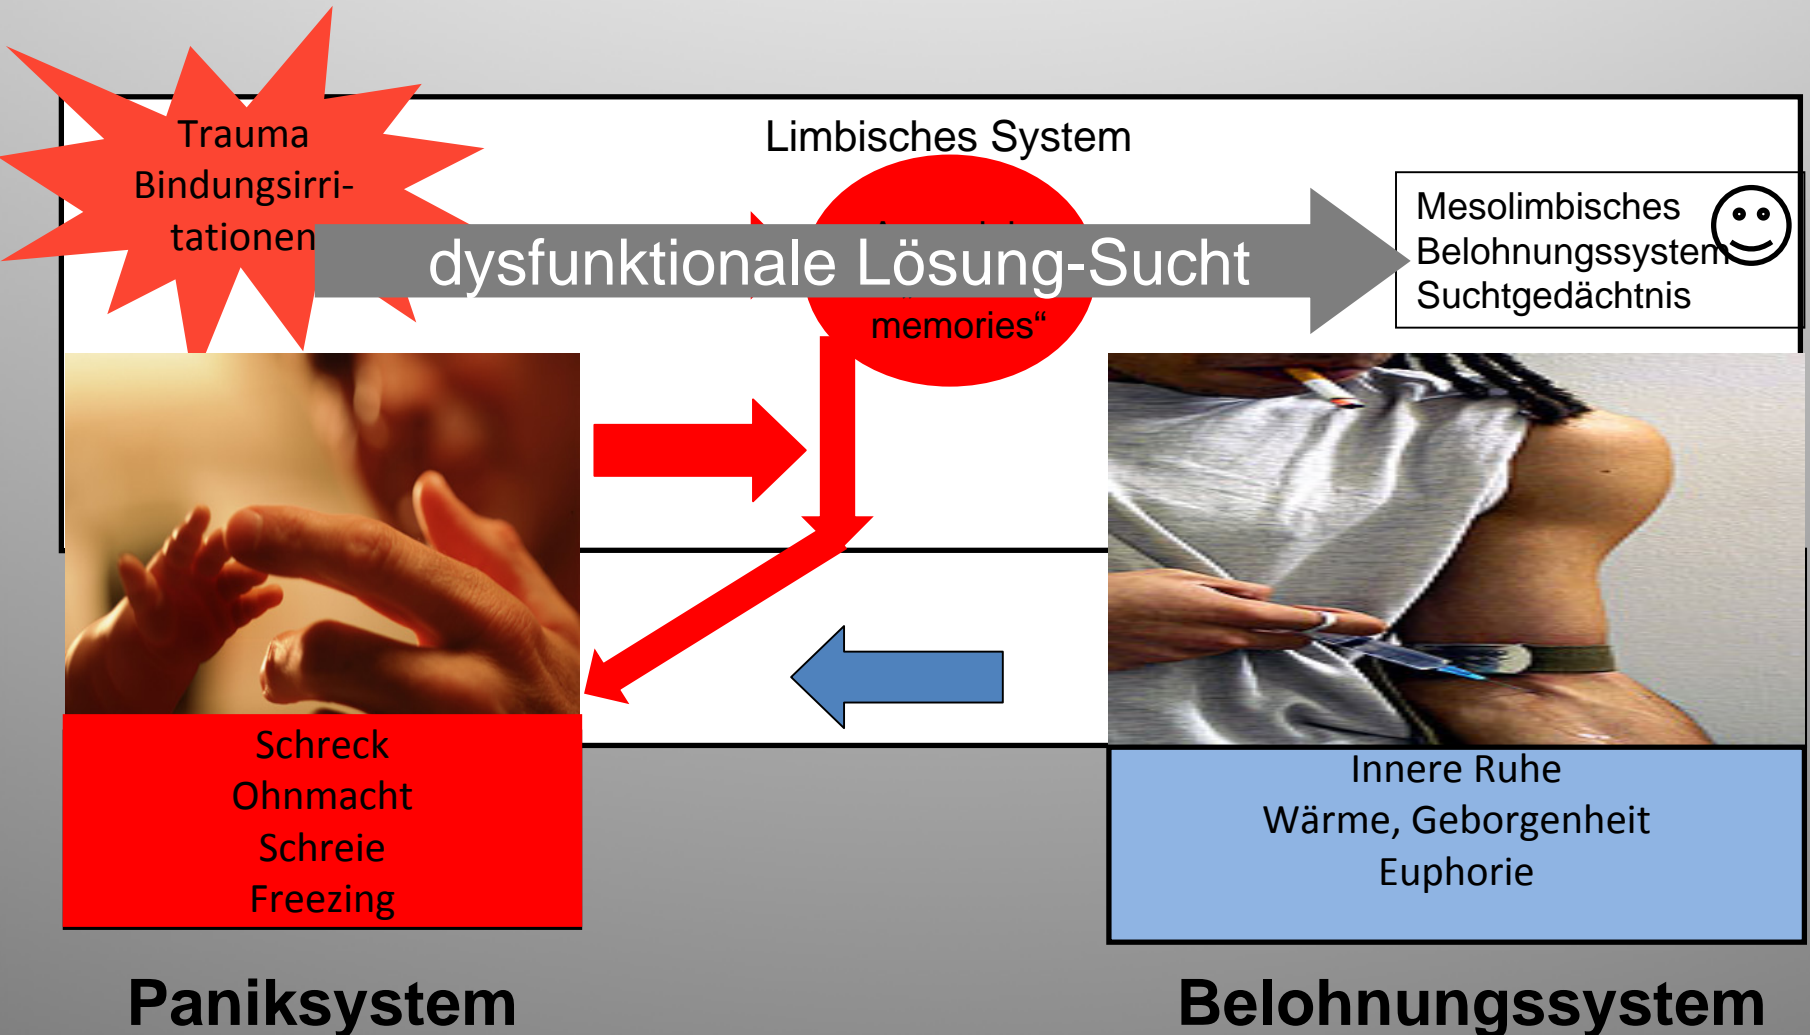 Trauma
Bindungsirri-
tationen
Limbisches System
dysfunktionale Lösung-Sucht
memories“
Mesolimbisches
Belohnungssystem
Suchtgedächtnis
Schreck
Ohnmacht
Schreie
Freezing
Innere Ruhe
Wärme, Geborgenheit
Euphorie
Paniksystem
Belohnungssystem